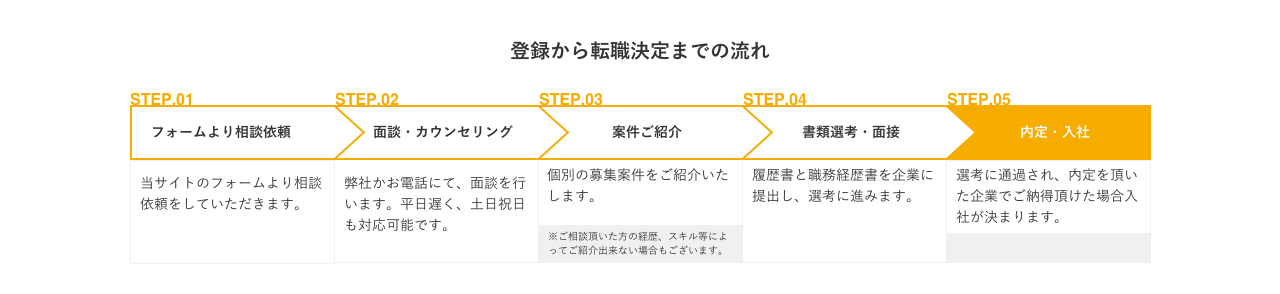 登録から転職決定までの流れ
STEP.01
フォームより相談依頼
当サイトのフォームより相談
依頼をしていただきます。
STEP.02
面談・カウンセリング
弊社かお電話にて、面談を行
います。平日遅く、土日祝日
も対応可能です。
STEP.03
案件ご紹介
個別の募集案件をご紹介いた
します。
※ご相談頂いた方の経歴、スキル等によ
ってご紹介出来ない場合もございます。
STEP.04
書類選考・面接
履歴書と職務経歴書を企業に
提出し、選考に進みます。
STEP.05
内定・入社
選考に通過され、内定を頂い
た企業でご納得頂けた場合入
社が決まります。